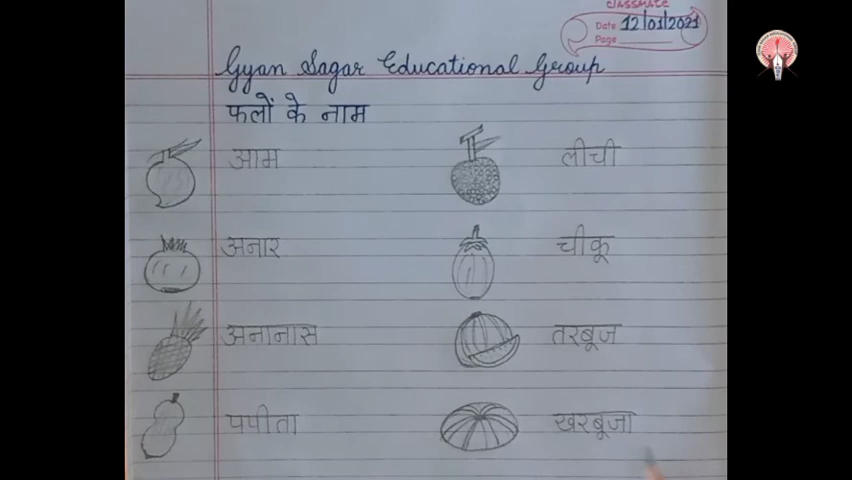 CLASSMATE
Date 12/01/2021
Page
Gyan Sagar Educational Group
फलों के नाम
आम लीची
अनार चीकू
अनानास तरबूज
पपीता खरबूजा